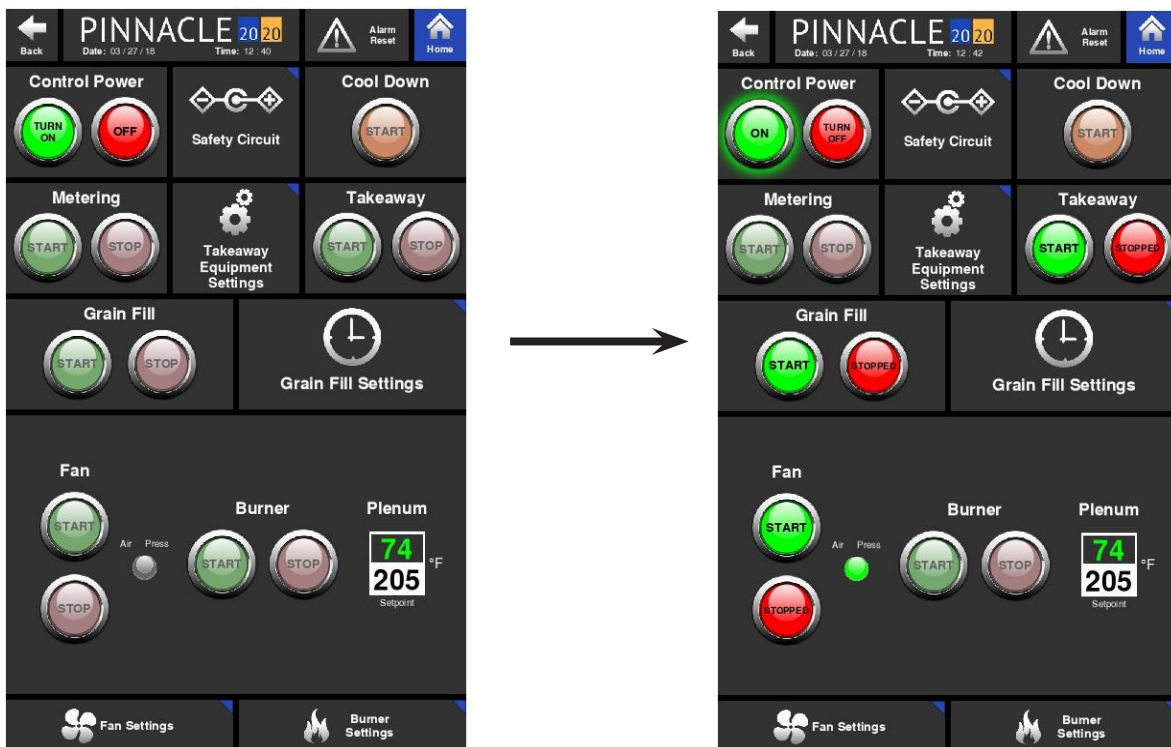 Back
PINNACLE 20 20
Date: 03 / 27 / 18 Time: 12 : 40
Alarm
Reset
Home
Control Power
TURN
ON
OFF
Safety Circuit
Cool Down
START
Metering
START STOP
Takeaway
Equipment
Settings
Takeaway
START STOP
Grain Fill
START STOP
Grain Fill Settings
Fan
START
STOP
Air Press
Burner
START STOP
Plenum
74
°F
205
Setpoint
Fan Settings
Burner
Settings
Back
PINNACLE 20 20
Date: 03 / 27 / 18 Time: 12 : 42
Alarm
Reset
Home
Control Power
ON
TURN
OFF
Safety Circuit
Cool Down
START
Metering
START STOP
Takeaway
Equipment
Settings
Takeaway
START STOPPED
Grain Fill
START STOPPED
Grain Fill Settings
Fan
START
STOPPED
Air Press
Burner
START STOP
Plenum
74
°F
205
Setpoint
Fan Settings
Burner
Settings